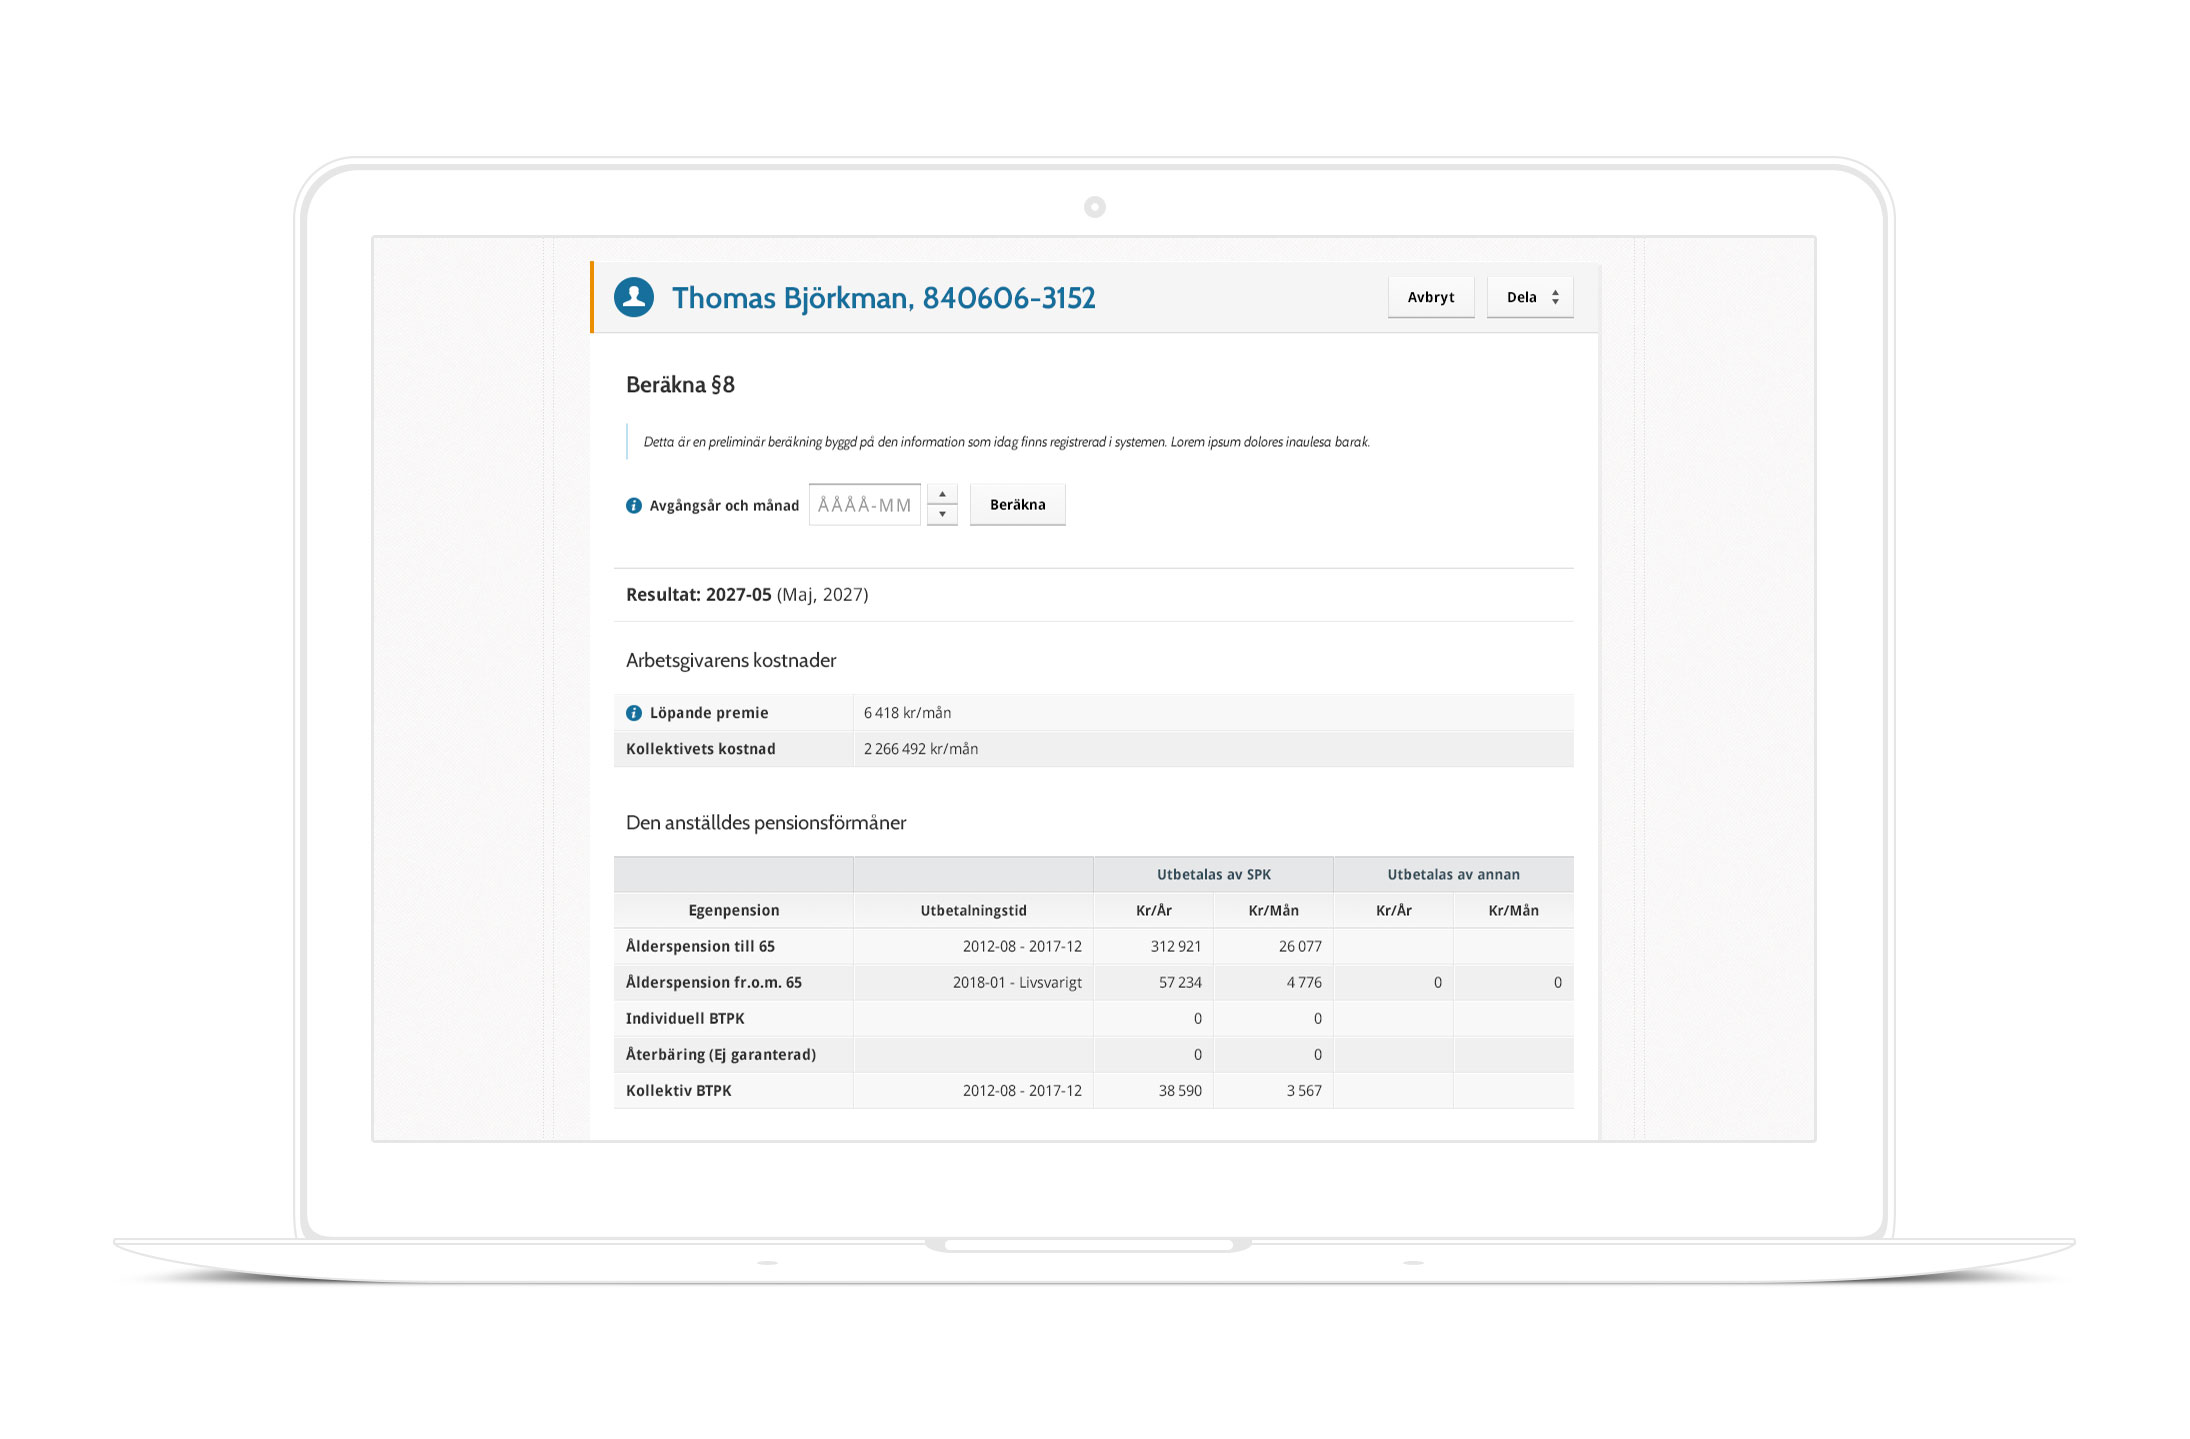 Thomas Björkman, 840606-3152
Avbryt
Dela
Beräkna §8
Detta är en preliminär beräkning byggd på den information som idag finns registrerad i systemen. Lorem ipsum dolores inaulesa barak.
Avgångsår och månad ÅÅÅÅ-MM Beräkna
Resultat: 2027-05 (Maj, 2027)
Arbetsgivarens kostnader
Löpande premie 6 418 kr/mån
Kollektivets kostnad 2 266 492 kr/mån
Den anställdes pensionsförmåner
Utbetalas av SPK Utbetalas av annan
Egenpension Utbetalningstid Kr/År Kr/Mån Kr/År Kr/Mån
Ålderspension till 65 2012-08 - 2017-12 312 921 26 077
Ålderspension fr.o.m. 65 2018-01 - Livsvarigt 57 234 4 776 0 0
Individuell BTPK 0 0
Återbäring (Ej garanterad) 0 0
Kollektiv BTPK 2012-08 - 2017-12 38 590 3 567